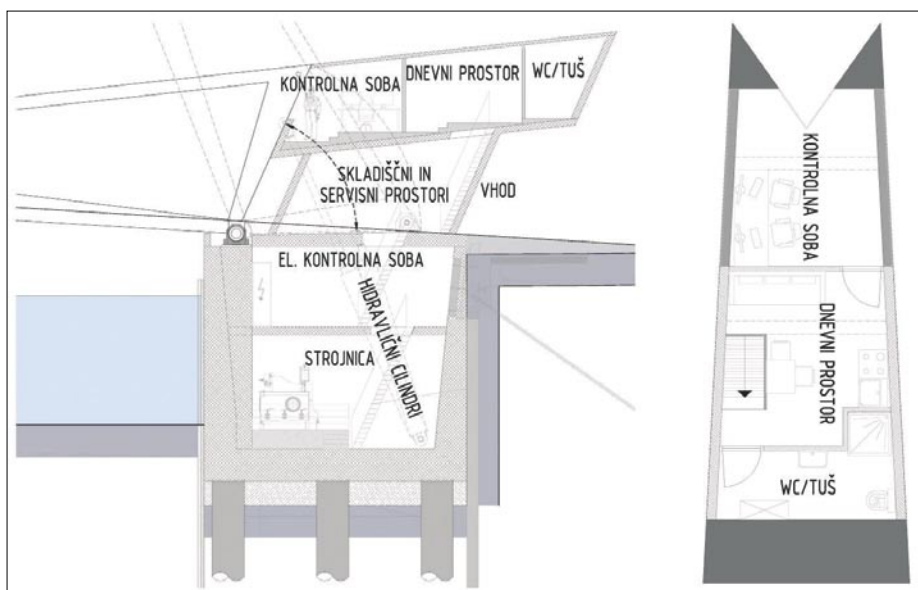 KONTROLNA SOBA
DNEVNI PROSTOR
WC/TUŠ
SKLADIŠČNI IN
SERVISNI PROSTORI
VHOD
EL. KONTROLNA SOBA
HIDRAVLIČNI CILINDRI
STROJNICA
KONTROLNA SOBA
DNEVNI PROSTOR
WC/TUŠ